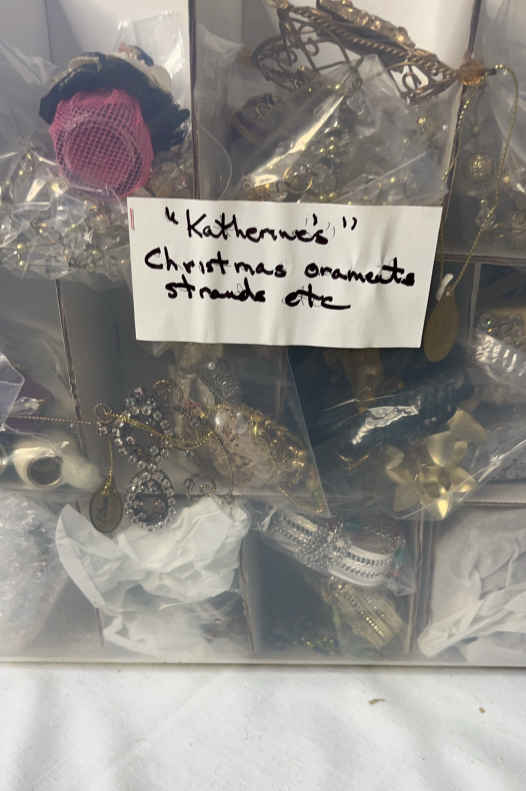 "Katherine's"
Christmas oraments
strands etc